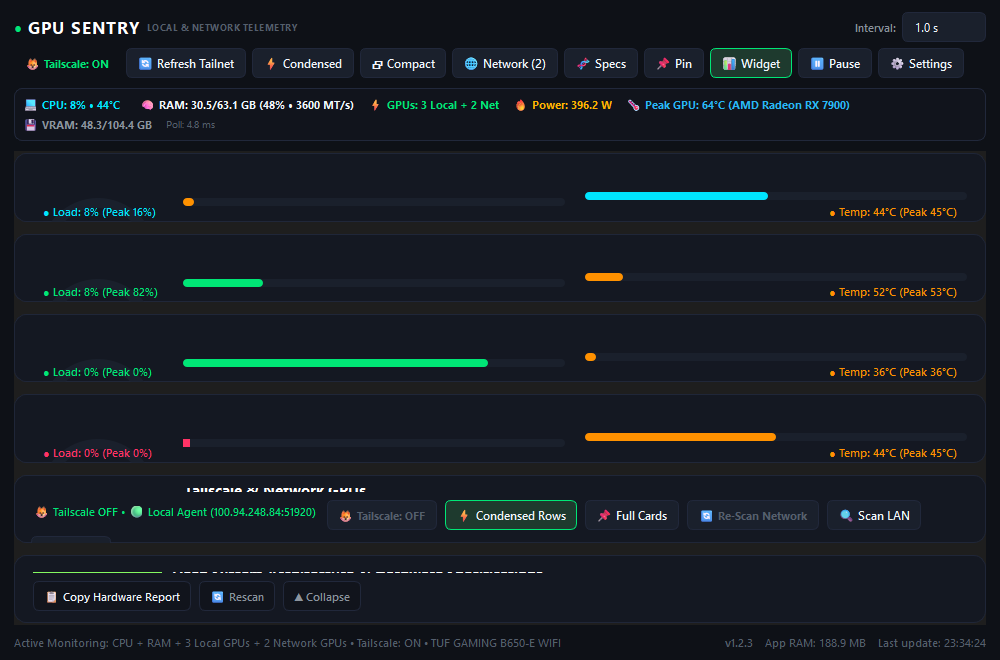 GPU SENTRY LOCAL & NETWORK TELEMETRY Interval: 1.0 s
Tailscale: ON Refresh Tailnet Condensed Compact Network (2) Specs Pin Widget Pause Settings
CPU: 8% • 44°C RAM: 30.5/63.1 GB (48% • 3600 MT/s) GPUs: 3 Local + 2 Net Power: 396.2 W Peak GPU: 64°C (AMD Radeon RX 7900)
VRAM: 48.3/104.4 GB Poll: 4.8 ms
● Load: 8% (Peak 16%) ● Temp: 44°C (Peak 45°C)
● Load: 8% (Peak 82%) ● Temp: 52°C (Peak 53°C)
● Load: 0% (Peak 0%) ● Temp: 36°C (Peak 36°C)
● Load: 0% (Peak 0%) ● Temp: 44°C (Peak 45°C)
Tailscale & Network GPUs
Tailscale OFF • Local Agent (100.94.248.84:51920) Tailscale: OFF Condensed Rows Full Cards Re-Scan Network Scan LAN
Copy Hardware Report Rescan ▲ Collapse
Active Monitoring: CPU + RAM + 3 Local GPUs + 2 Network GPUs • Tailscale: ON • TUF GAMING B650-E WIFI v1.2.3 App RAM: 188.9 MB Last update: 23:34:24